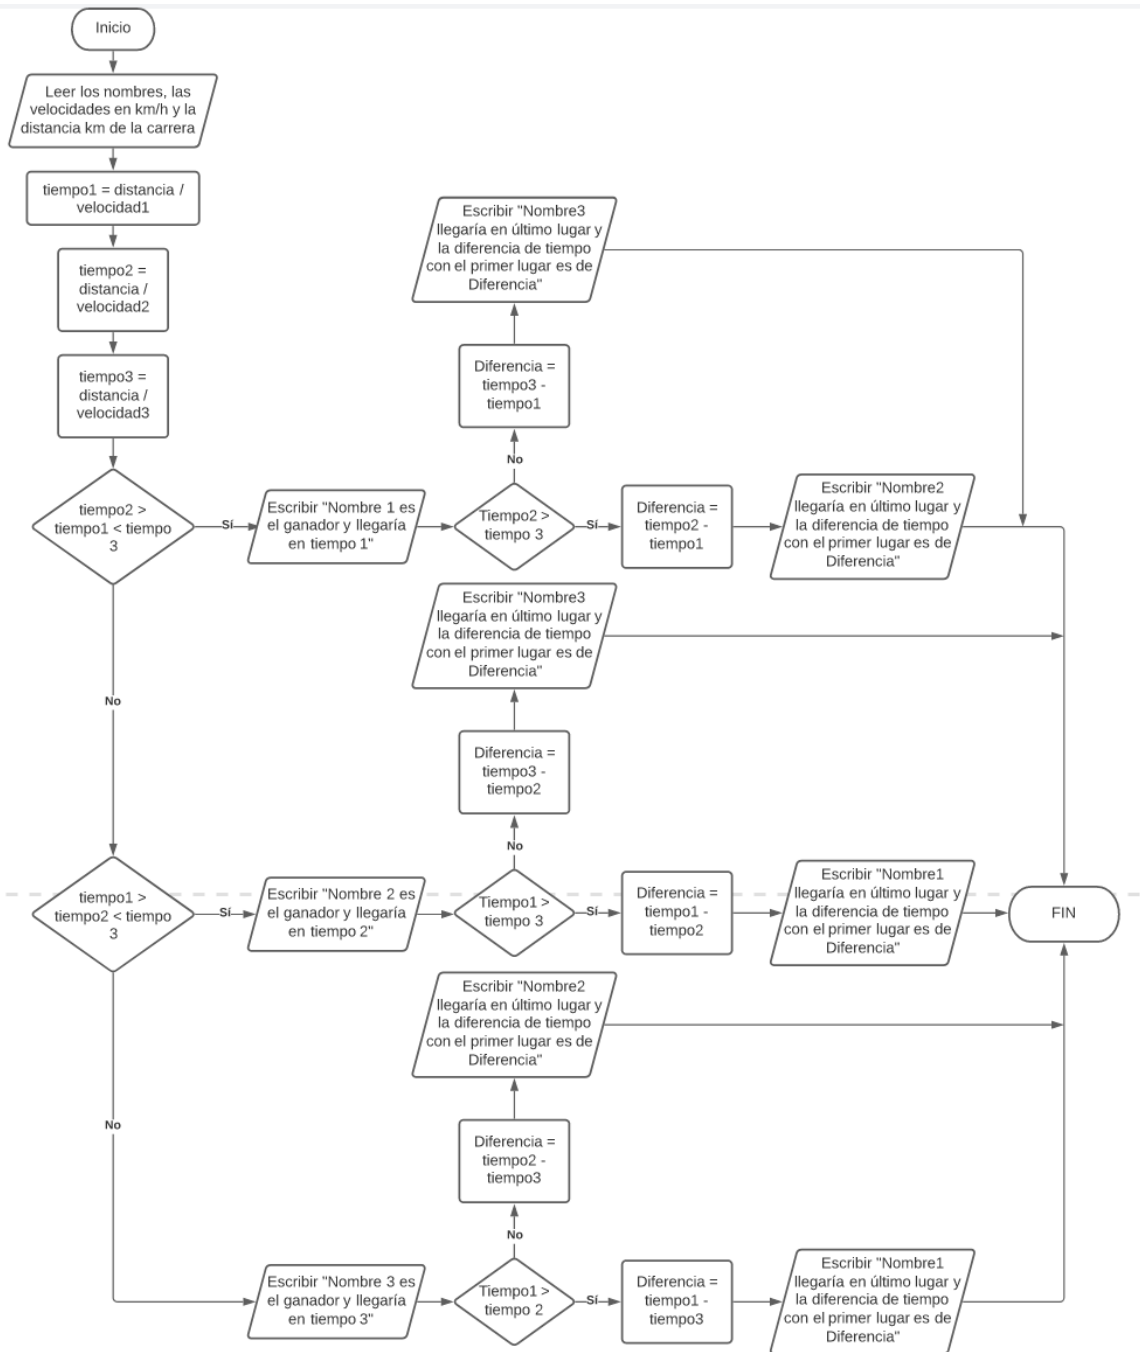 Inicio
Leer los nombres, las
velocidades en km/h y la
distancia km de la carrera
tiempo1 = distancia /
velocidad1
tiempo2 =
distancia /
velocidad2
tiempo3 =
distancia /
velocidad3
tiempo2 >
tiempo1 < tiempo
3
Sí
Escribir "Nombre 1 es
el ganador y llegaría
en tiempo 1"
Tiempo2 >
tiempo 3
No
Diferencia =
tiempo3 -
tiempo1
Escribir "Nombre3
llegaría en último lugar y
la diferencia de tiempo
con el primer lugar es de
Diferencia"
Sí
Diferencia =
tiempo2 -
tiempo1
Escribir "Nombre2
llegaría en último lugar y
la diferencia de tiempo
con el primer lugar es de
Diferencia"
No
tiempo1 >
tiempo2 < tiempo
3
Sí
Escribir "Nombre 2 es
el ganador y llegaría
en tiempo 2"
Tiempo1 >
tiempo 3
No
Diferencia =
tiempo3 -
tiempo2
Escribir "Nombre3
llegaría en último lugar y
la diferencia de tiempo
con el primer lugar es de
Diferencia"
Sí
Diferencia =
tiempo1 -
tiempo2
Escribir "Nombre1
llegaría en último lugar y
la diferencia de tiempo
con el primer lugar es de
Diferencia"
FIN
No
Escribir "Nombre 3 es
el ganador y llegaría
en tiempo 3"
Tiempo1 >
tiempo 2
No
Diferencia =
tiempo2 -
tiempo3
Escribir "Nombre2
llegaría en último lugar y
la diferencia de tiempo
con el primer lugar es de
Diferencia"
Sí
Diferencia =
tiempo1 -
tiempo3
Escribir "Nombre1
llegaría en último lugar y
la diferencia de tiempo
con el primer lugar es de
Diferencia"